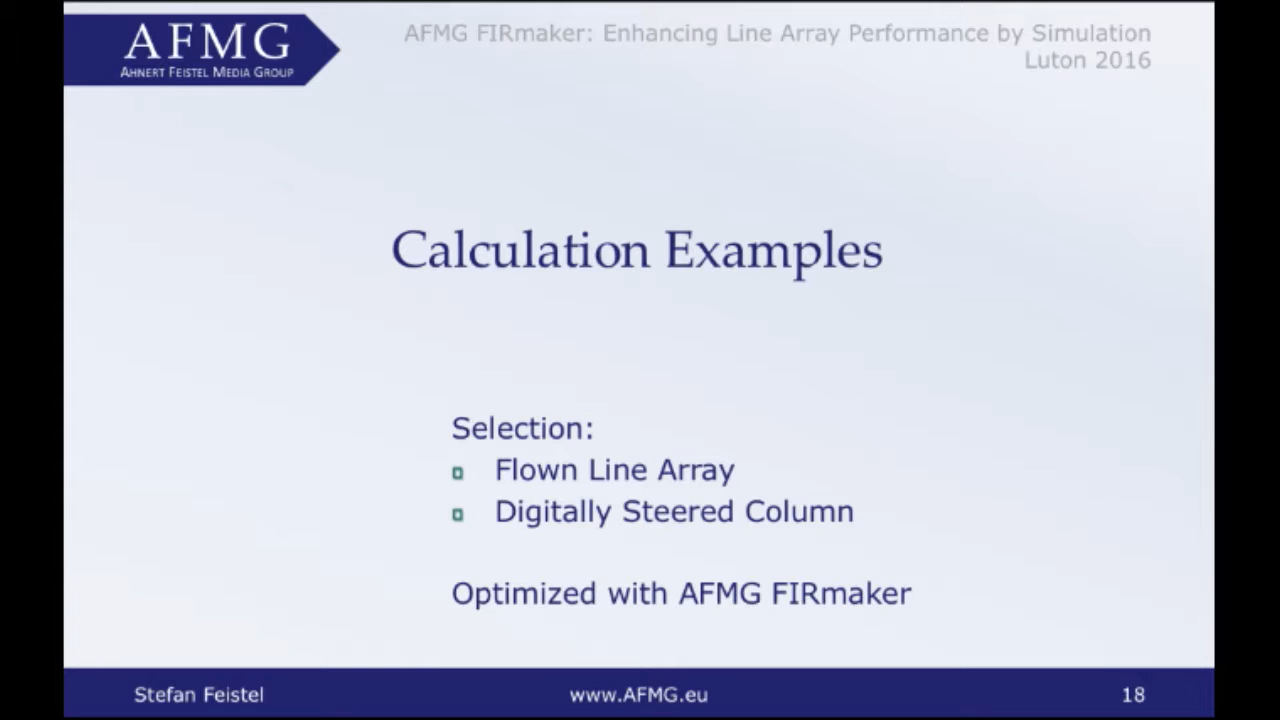 AFMG
AHNERT FEISTEL MEDIA GROUP
AFMG FIRmaker: Enhancing Line Array Performance by Simulation
Luton 2016
Calculation Examples
Selection:
Flown Line Array
Digitally Steered Column
Optimized with AFMG FIRmaker
Stefan Feistel
www.AFMG.eu
18